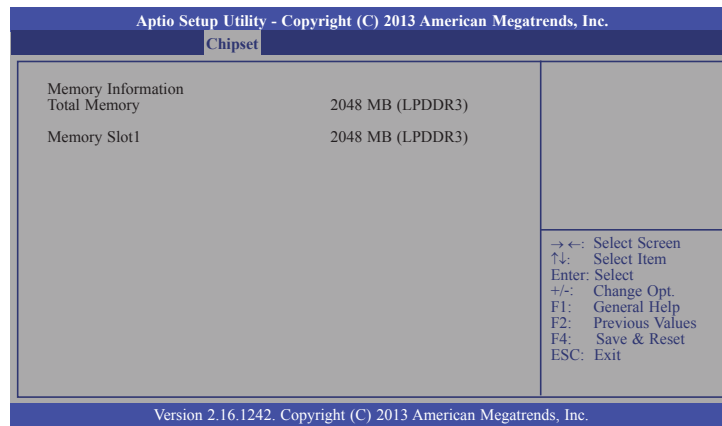 Aptio Setup Utility - Copyright (C) 2013 American Megatrends, Inc.
Chipset
Memory Information
Total Memory 2048 MB (LPDDR3)
Memory Slot1 2048 MB (LPDDR3)
→←: Select Screen
↑↓: Select Item
Enter: Select
+/-: Change Opt.
F1: General Help
F2: Previous Values
F4: Save & Reset
ESC: Exit
Version 2.16.1242. Copyright (C) 2013 American Megatrends, Inc.